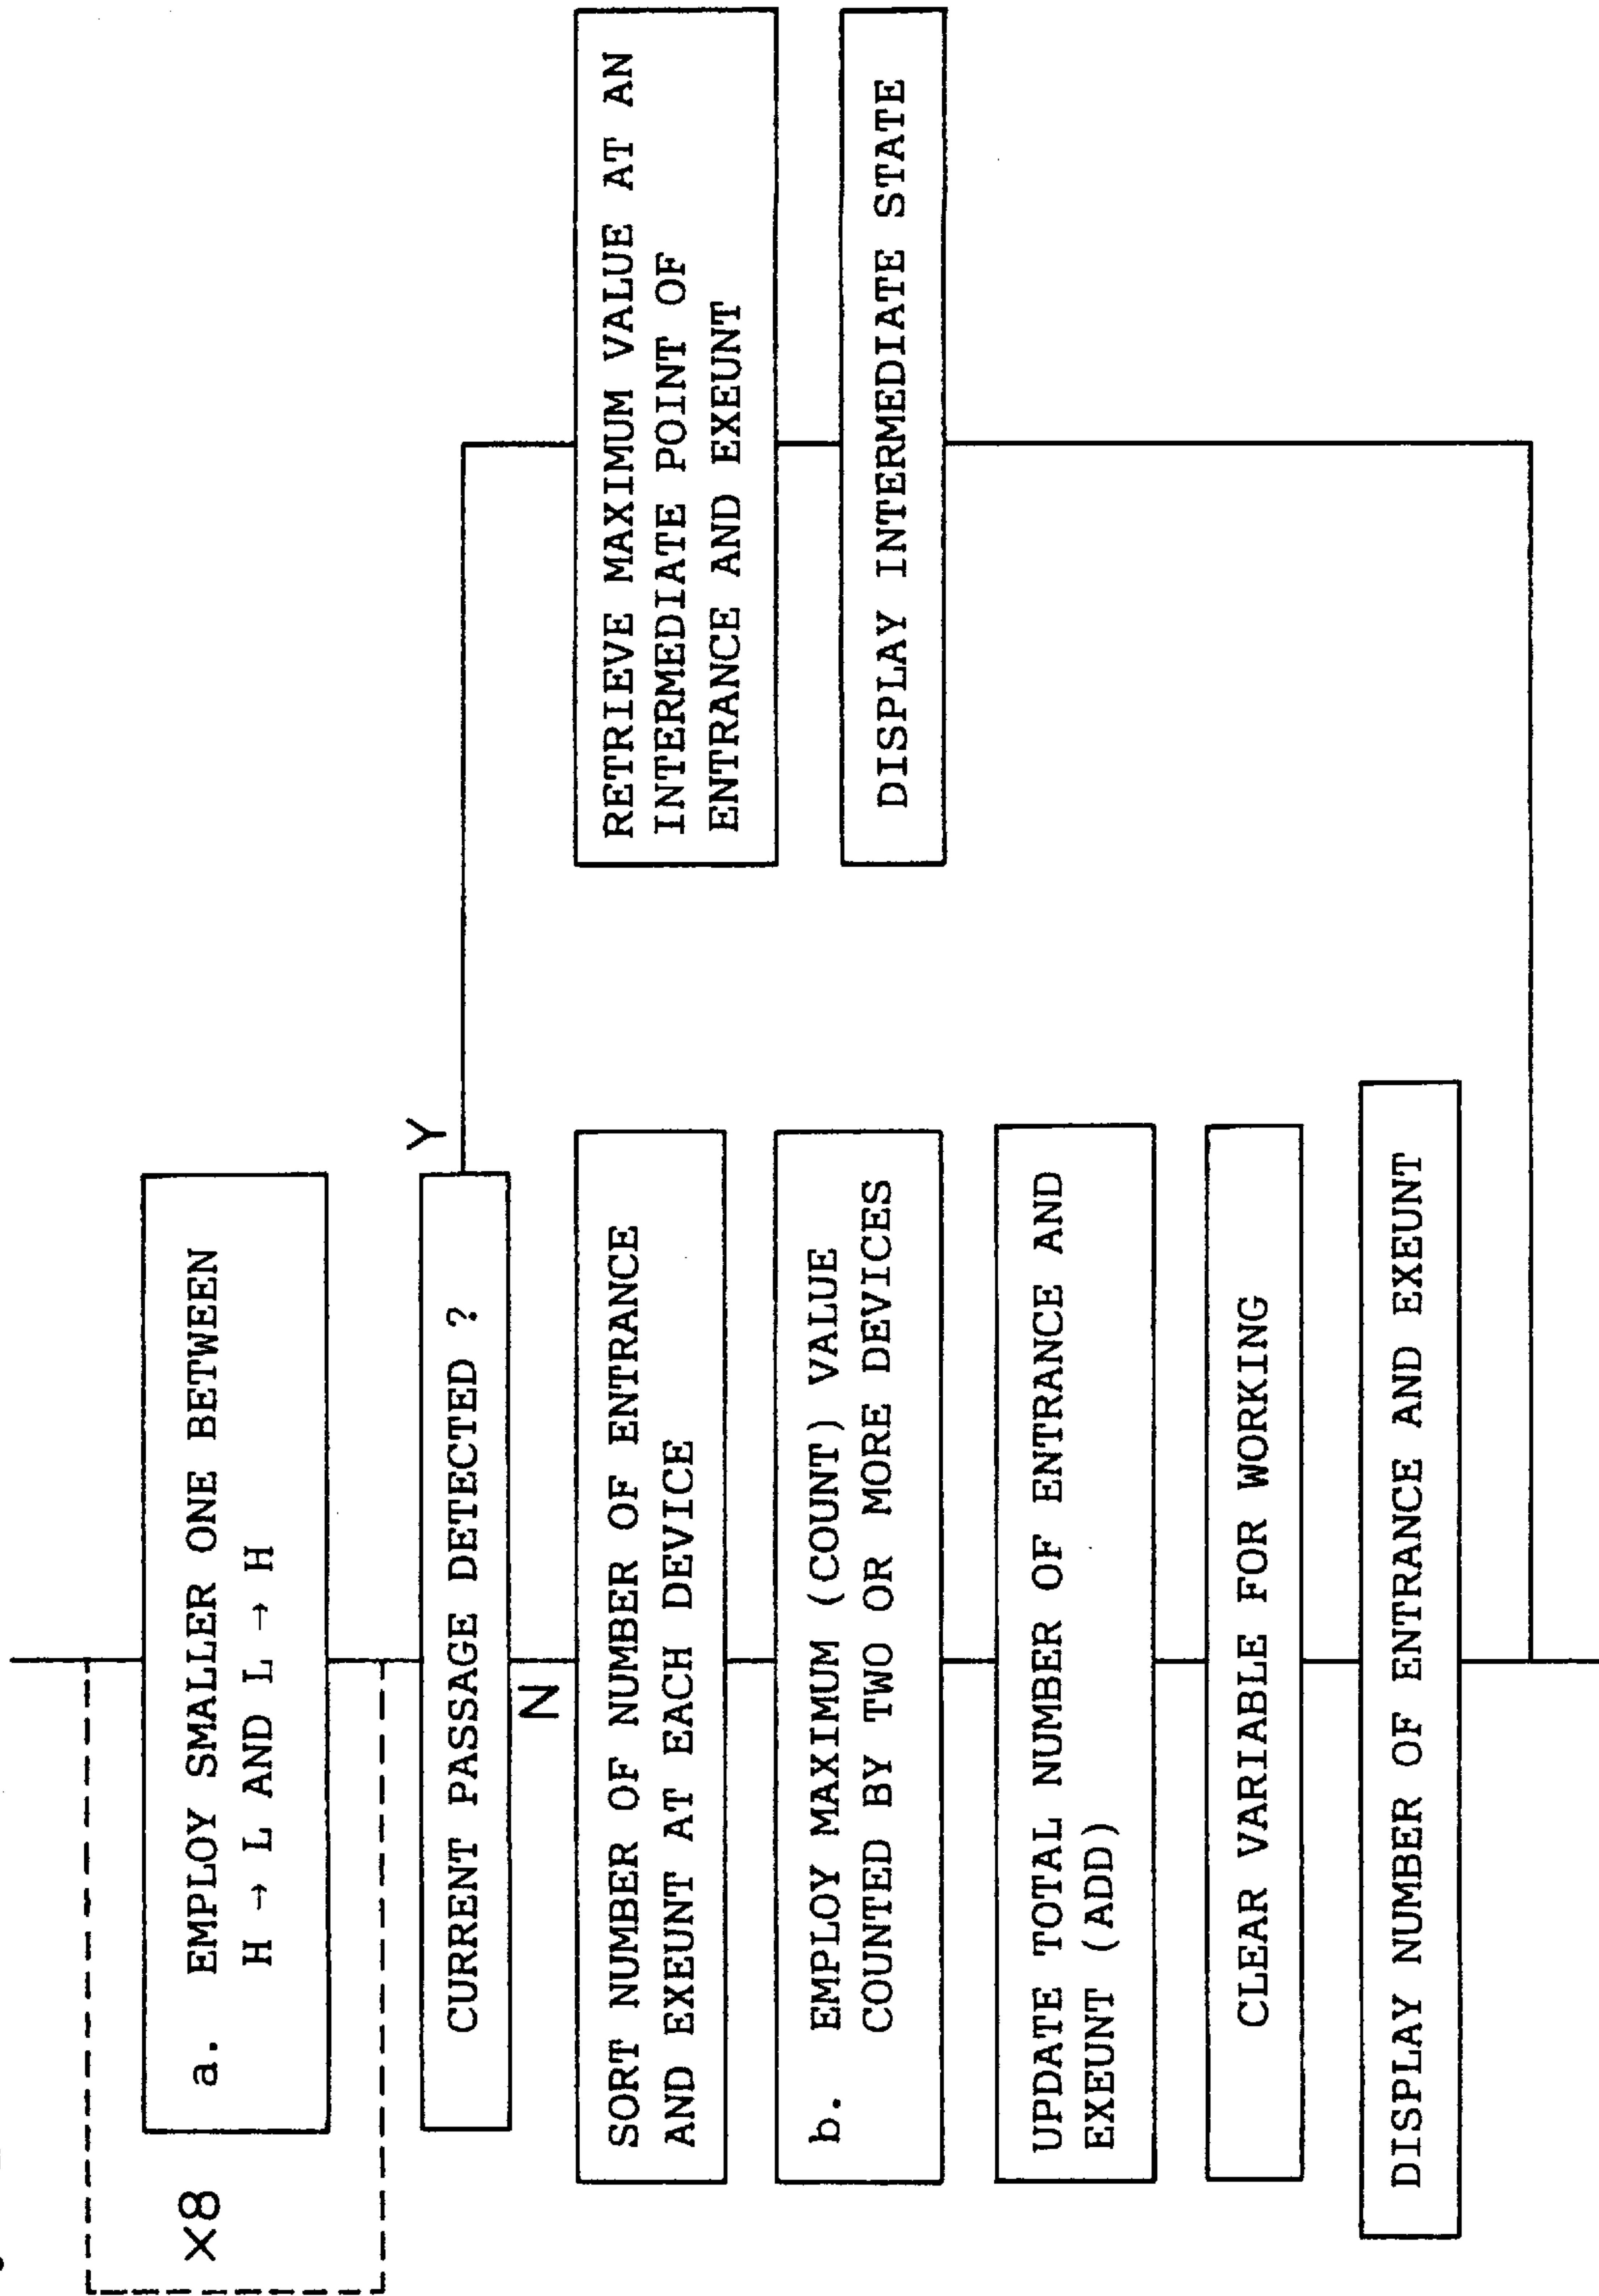 ×8
a. EMPLOY SMALLER ONE BETWEEN
H → L AND L → H
CURRENT PASSAGE DETECTED ?
Y
N
SORT NUMBER OF NUMBER OF ENTRANCE
AND EXEUNT AT EACH DEVICE
b. EMPLOY MAXIMUM (COUNT) VALUE
COUNTED BY TWO OR MORE DEVICES
UPDATE TOTAL NUMBER OF ENTRANCE AND
EXEUNT (ADD)
CLEAR VARIABLE FOR WORKING
DISPLAY NUMBER OF ENTRANCE AND EXEUNT
RETRIEVE MAXIMUM VALUE AT AN
INTERMEDIATE POINT OF
ENTRANCE AND EXEUNT
DISPLAY INTERMEDIATE STATE